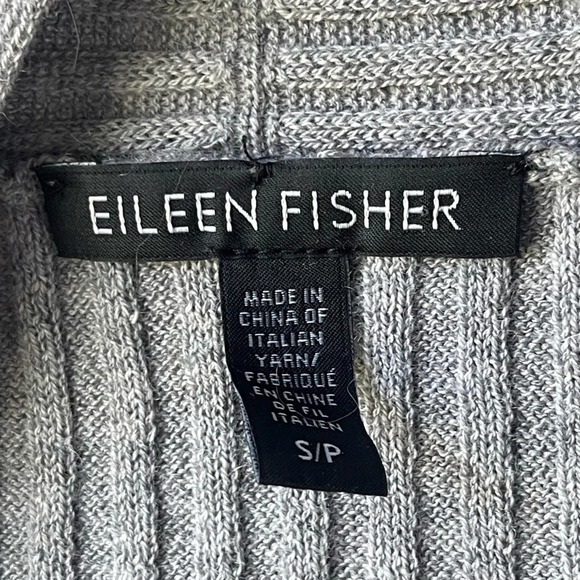 EILEEN FISHER
MADE IN
CHINA OF
ITALIAN
YARN/
FABRIQUÉ
EN CHINE
DE FIL
ITALIEN
S/P